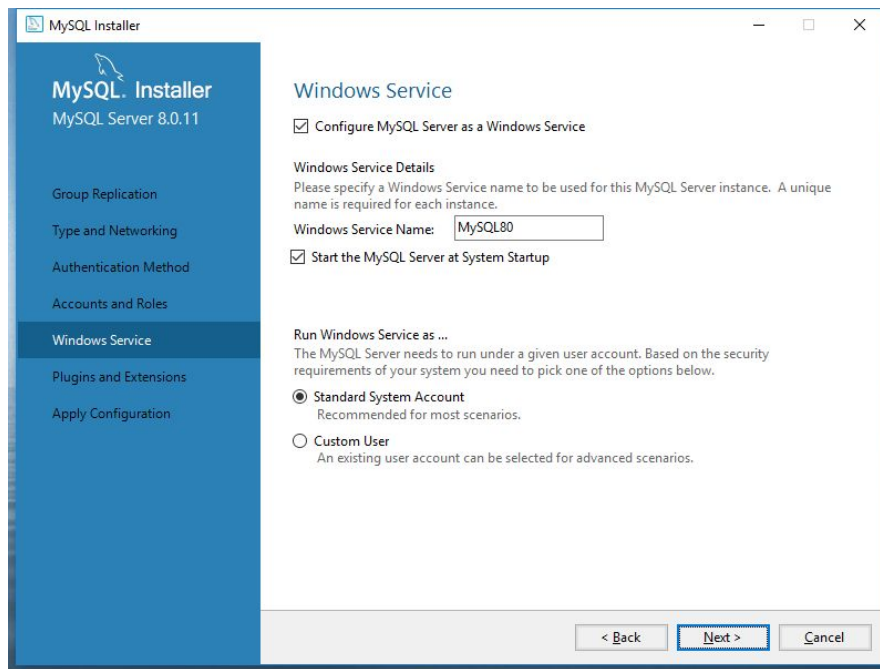 MySQL Installer
MySQL. Installer
MySQL Server 8.0.11
Group Replication
Type and Networking
Authentication Method
Accounts and Roles
Windows Service
Plugins and Extensions
Apply Configuration
Windows Service
Configure MySQL Server as a Windows Service
Windows Service Details
Please specify a Windows Service name to be used for this MySQL Server instance. A unique
name is required for each instance.
Windows Service Name: MySQL80
Start the MySQL Server at System Startup
Run Windows Service as ...
The MySQL Server needs to run under a given user account. Based on the security
requirements of your system you need to pick one of the options below.
Standard System Account
Recommended for most scenarios.
Custom User
An existing user account can be selected for advanced scenarios.
< Back Next > Cancel